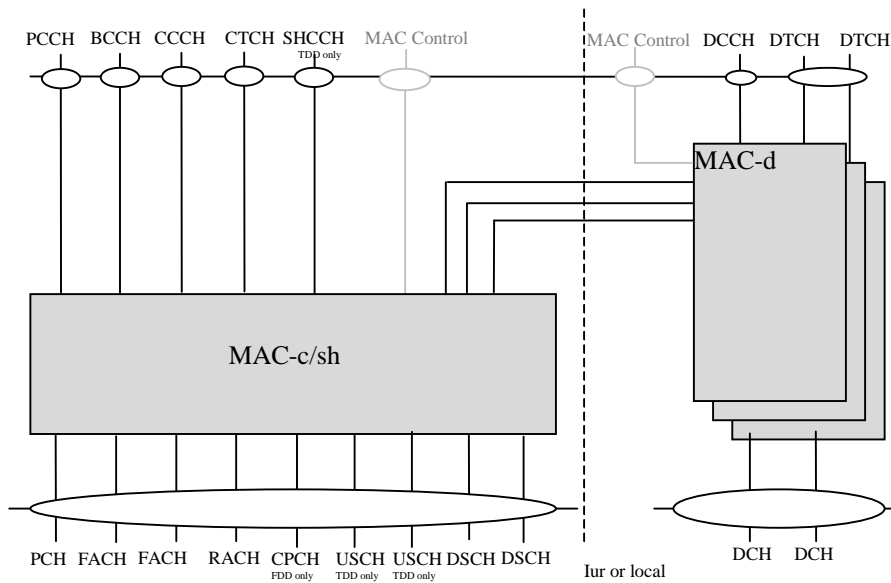 PCCH BCCH CCCH CTCH SHCCH MAC Control MAC Control DCCH DTCH DTCH
TDD only
MAC-d
MAC-c/sh
PCH FACH FACH RACH CPCH USCH USCH DSCH DSCH DCH DCH
FDD only TDD only TDD only
Iur or local